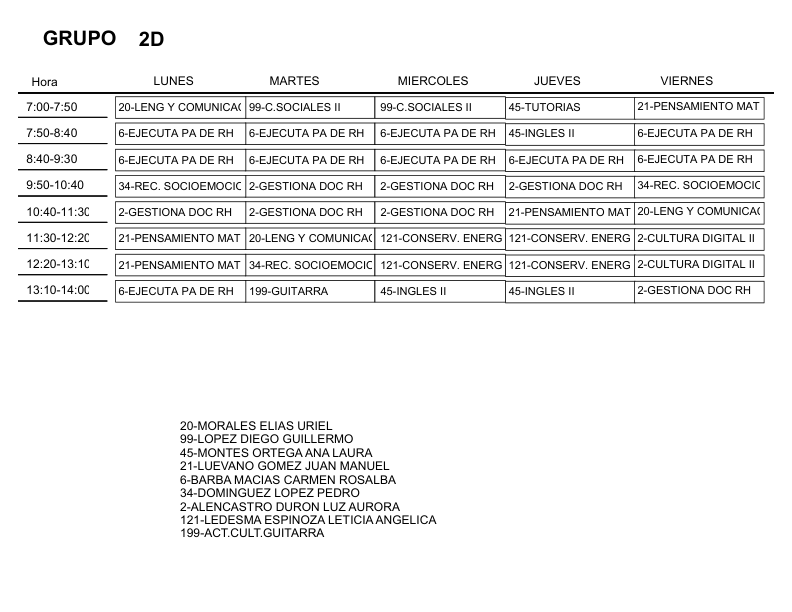 GRUPO 2D
Hora LUNES MARTES MIERCOLES JUEVES VIERNES
7:00-7:50 20-LENG Y COMUNICAC 99-C.SOCIALES II 99-C.SOCIALES II 45-TUTORIAS 21-PENSAMIENTO MAT
7:50-8:40 6-EJECUTA PA DE RH 6-EJECUTA PA DE RH 6-EJECUTA PA DE RH 45-INGLES II 6-EJECUTA PA DE RH
8:40-9:30 6-EJECUTA PA DE RH 6-EJECUTA PA DE RH 6-EJECUTA PA DE RH 6-EJECUTA PA DE RH 6-EJECUTA PA DE RH
9:50-10:40 34-REC. SOCIOEMOCIC 2-GESTIONA DOC RH 2-GESTIONA DOC RH 2-GESTIONA DOC RH 34-REC. SOCIOEMOCIC
10:40-11:30 2-GESTIONA DOC RH 2-GESTIONA DOC RH 2-GESTIONA DOC RH 21-PENSAMIENTO MAT 20-LENG Y COMUNICAC
11:30-12:20 21-PENSAMIENTO MAT 20-LENG Y COMUNICAC 121-CONSERV. ENERG 121-CONSERV. ENERG 2-CULTURA DIGITAL II
12:20-13:10 21-PENSAMIENTO MAT 34-REC. SOCIOEMOCIC 121-CONSERV. ENERG 121-CONSERV. ENERG 2-CULTURA DIGITAL II
13:10-14:00 6-EJECUTA PA DE RH 199-GUITARRA 45-INGLES II 45-INGLES II 2-GESTIONA DOC RH
20-MORALES ELIAS URIEL
99-LOPEZ DIEGO GUILLERMO
45-MONTES ORTEGA ANA LAURA
21-LUEVANO GOMEZ JUAN MANUEL
6-BARBA MACIAS CARMEN ROSALBA
34-DOMINGUEZ LOPEZ PEDRO
2-ALENCASTRO DURON LUZ AURORA
121-LEDESMA ESPINOZA LETICIA ANGELICA
199-ACT.CULT.GUITARRA